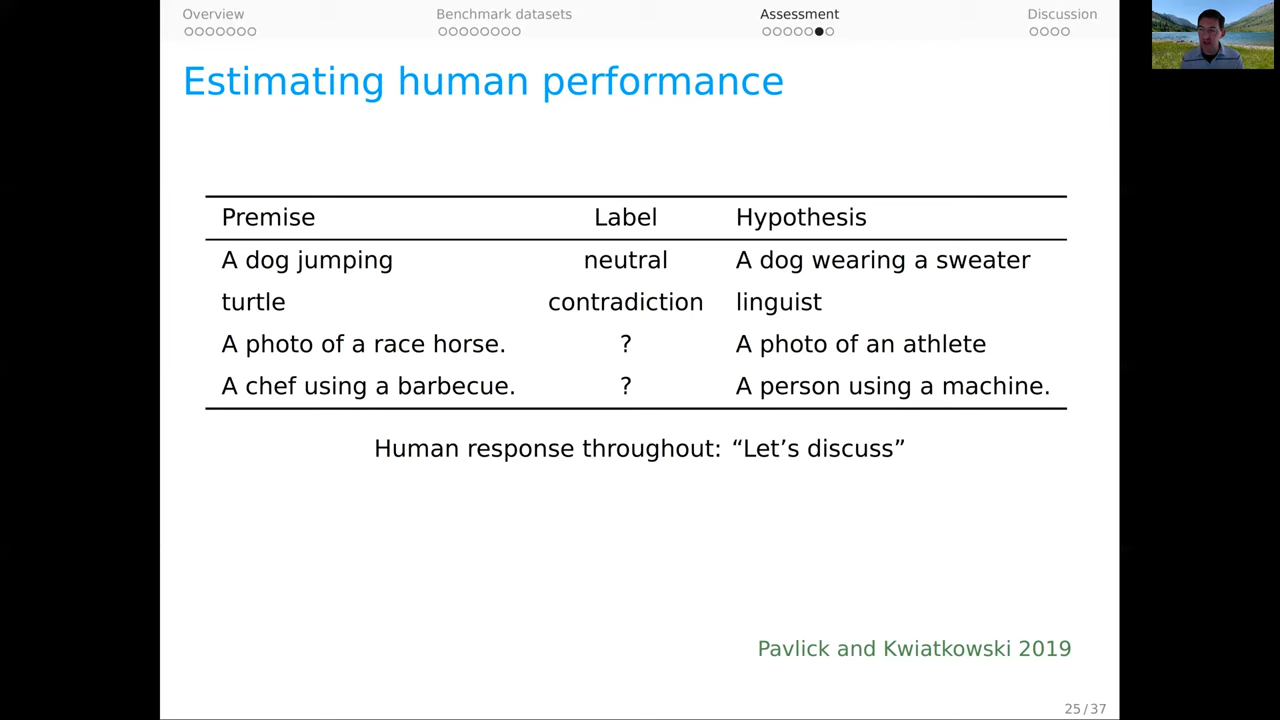 Overview Benchmark datasets Assessment Discussion
Estimating human performance
Premise Label Hypothesis
A dog jumping neutral A dog wearing a sweater
turtle contradiction linguist
A photo of a race horse. ? A photo of an athlete
A chef using a barbecue. ? A person using a machine.
Human response throughout: “Let’s discuss”
Pavlick and Kwiatkowski 2019
25/37